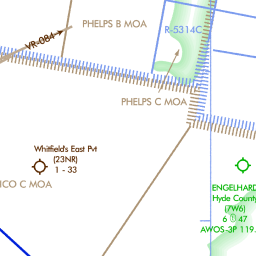 PHELPS B MOA
R-5314C
VR-084
PHELPS C MOA
Whitfield's East Pvt
(23NR)
1 - 33
ICO C MOA
ENGELHARD
Hyde County
(7W6)
6 47
AWOS-3P 119.